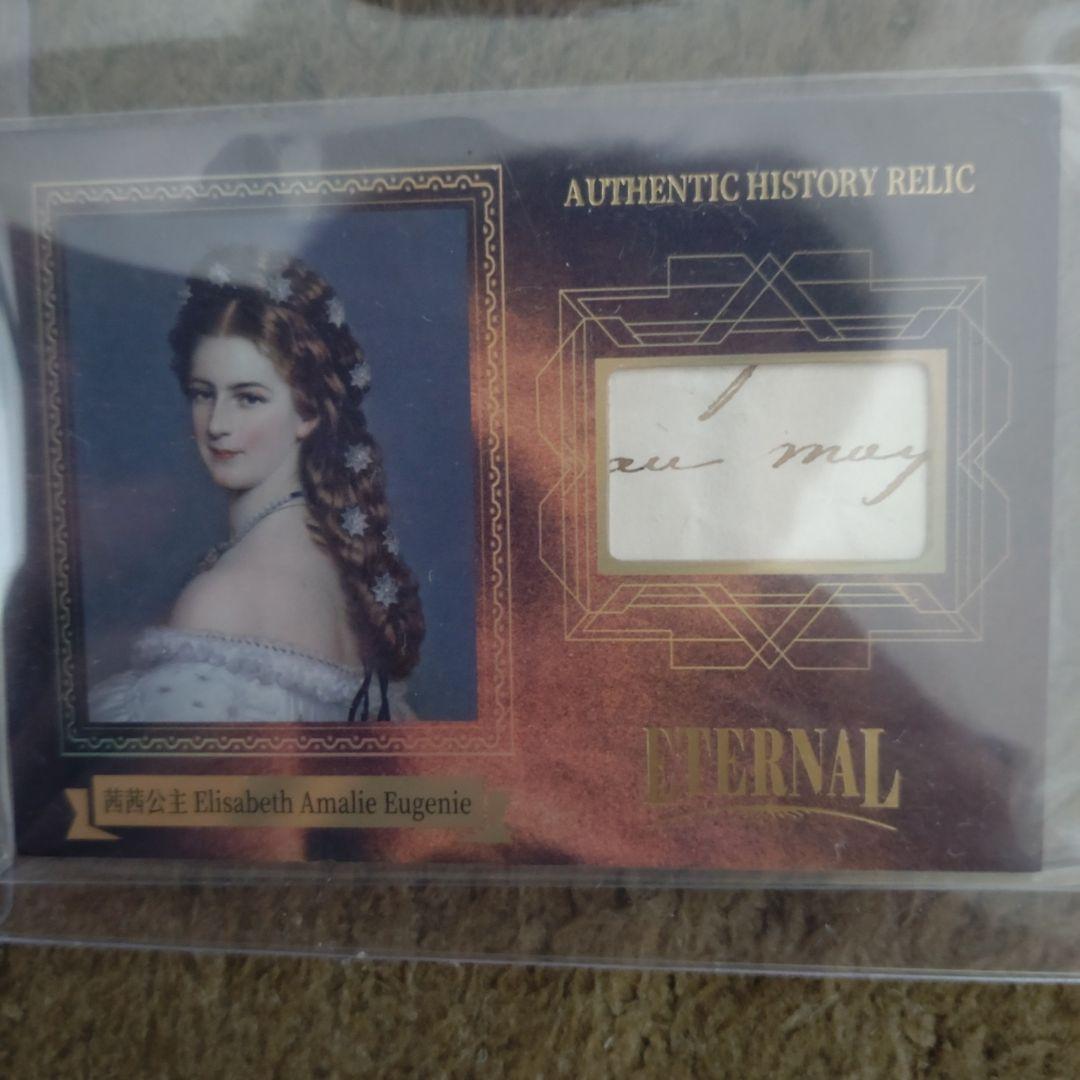 AUTHENTIC HISTORY RELIC
au may
ETERNAL
茜茜公主 Elisabeth Amalie Eugenie